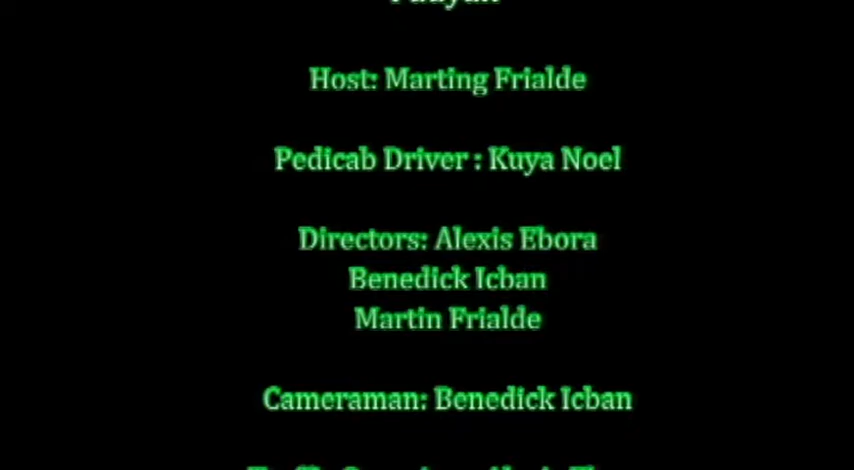 Host: Marting Frialde
Pedicab Driver : Kuya Noel
Directors: Alexis Ebora
Benedick Icban
Martin Frialde
Cameraman: Benedick Icban